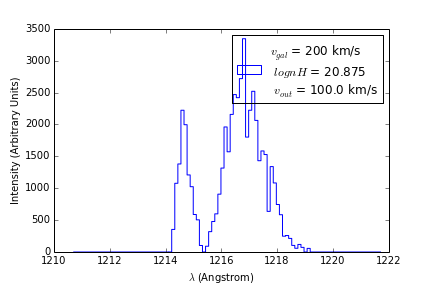 3500
3000
2500
2000
1500
1000
500
0
Intensity (Arbitrary Units)
v_gal = 200 km/s
lognH = 20.875
v_out = 100.0 km/s
1210 1212 1214 1216 1218 1220 1222
λ (Angstrom)